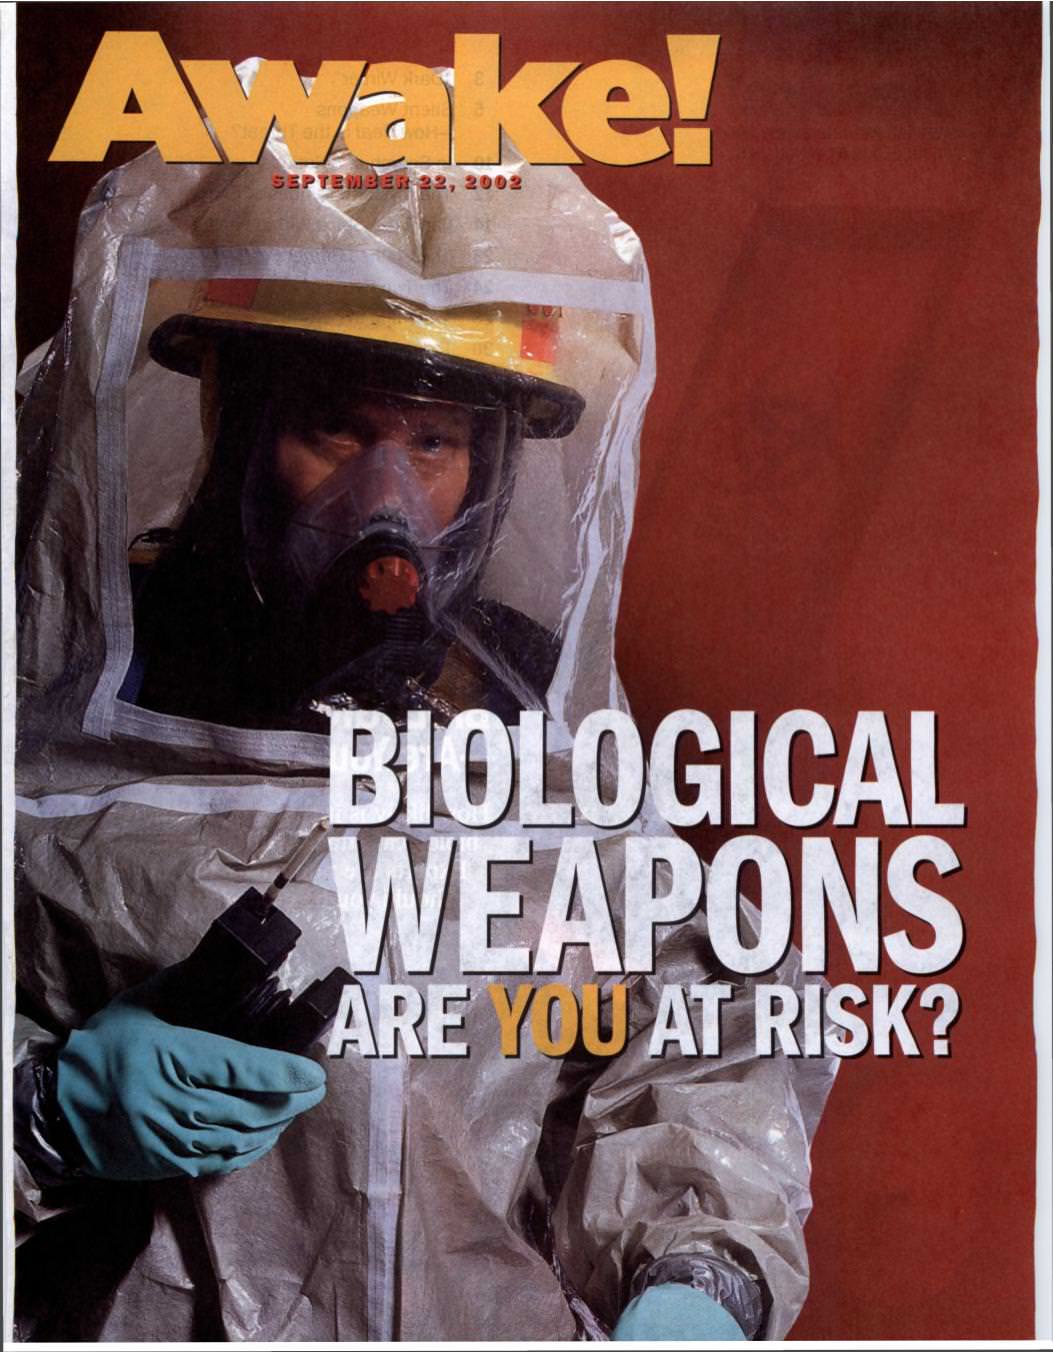 Awake!
SEPTEMBER 22, 2002
BIOLOGICAL
WEAPONS
ARE YOU AT RISK?